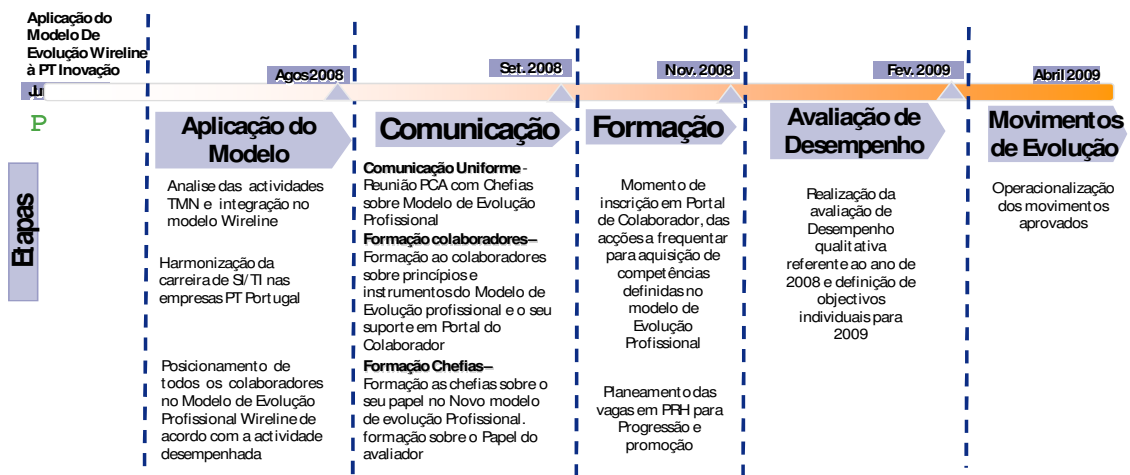 Aplicação do
Modelo De
Evolução Wireline
à PT Inovação
P
Etapas
Agos2008
Aplicação do
Modelo
Analise das actividades
TMN e integração no
modelo Wireline
Harmonização da
carreira de SI/TI nas
empresas PT Portugal
Posicionamento de
todos os colaboradores
no Modelo de Evolução
Profissional Wireline de
acordo com a actividade
desempenhada
Set. 2008
Comunicação
Comunicação Uniforme -
Reunião PCA com Chefias
sobre Modelo de Evolução
Profissional
Formação colaboradores–
Formação ao colaboradores
sobre princípios e
instrumentos do Modelo de
Evolução profissional e o seu
suporte em Portal do
Colaborador
Formação Chefias–
Formação as chefias sobre o
seu papel no Novo modelo
de evolução Profissional.
formação sobre o Papel do
avaliador
Nov. 2008
Formação
Momento de
inscrição em Portal
de Colaborador, das
acções a frequentar
para aquisição de
competências
definidas no
modelo de
Evolução
Profissional
Planeamento das
vagas em PRH para
Progressão e
promoção
Fev. 2009
Avaliação de
Desempenho
Realização da
avaliação de
Desempenho
qualitativa
referente ao ano de
2008 e definição de
objectivos
individuais para
2009
Abril 2009
Movimentos
de Evolução
Operacionalização
dos movimentos
aprovados